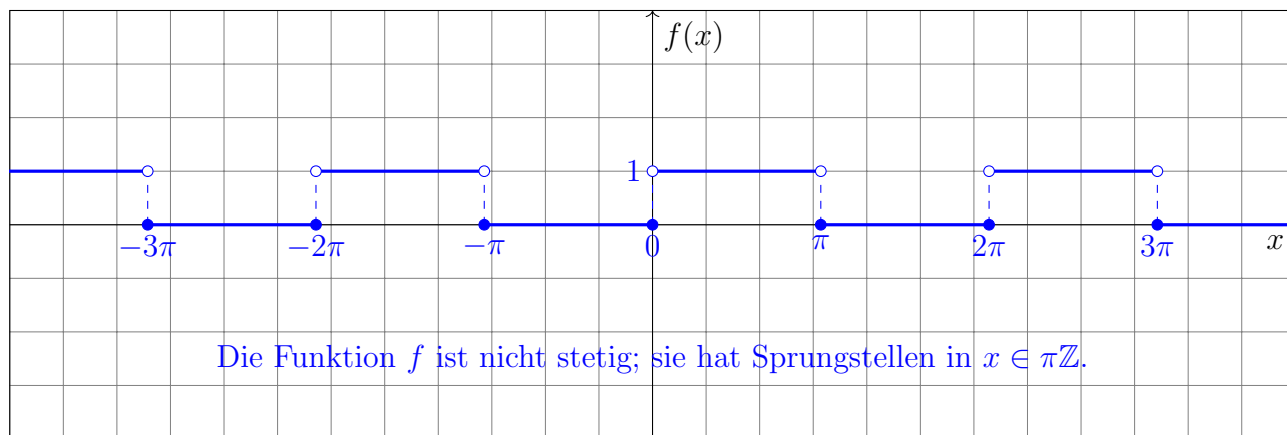 f(x)
1
−3π −2π −π 0 π 2π 3π x
Die Funktion f ist nicht stetig; sie hat Sprungstellen in x ∈ πℤ.